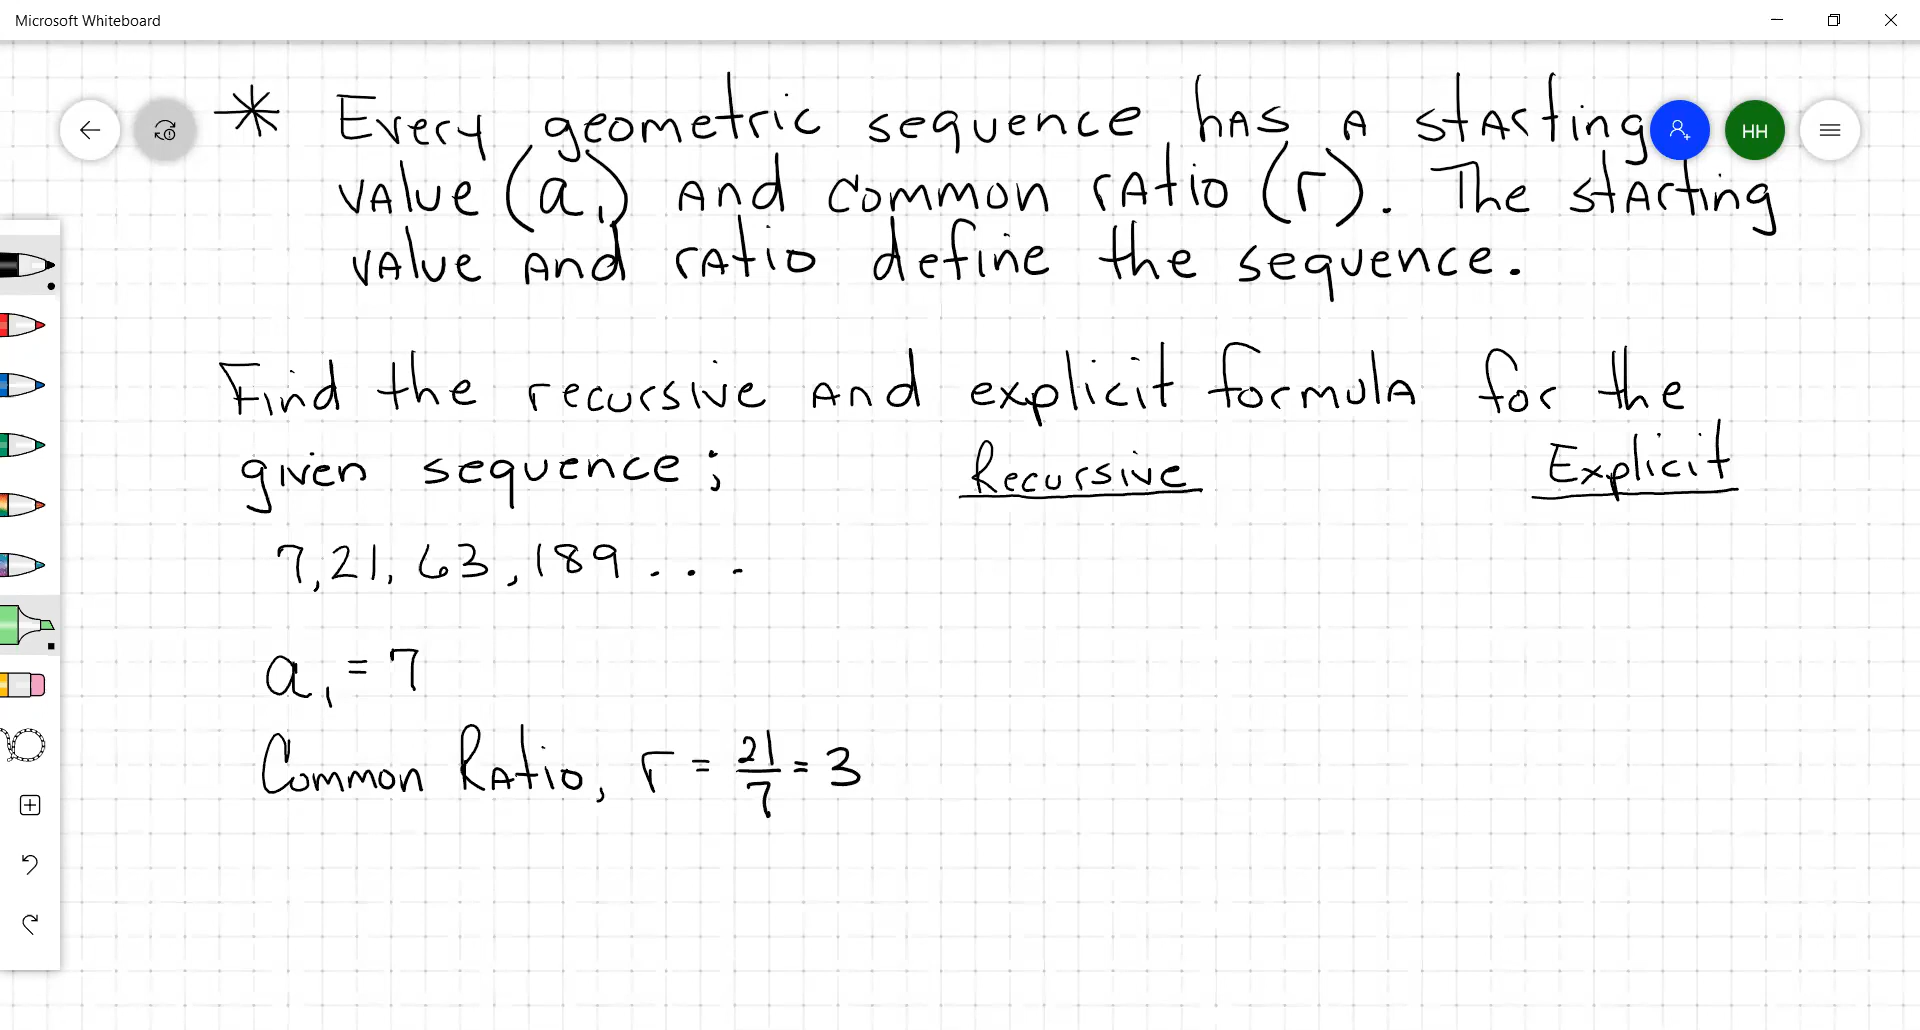 Microsoft Whiteboard
* Every geometric sequence has a starting
value (a₁) and common ratio (r). The starting
value and ratio define the sequence.
HH
Find the recursive and explicit formula for the
given sequence;
Recursive
Explicit
7, 21, 63, 189 . . .
a₁ = 7
Common Ratio, r = 21/7 = 3